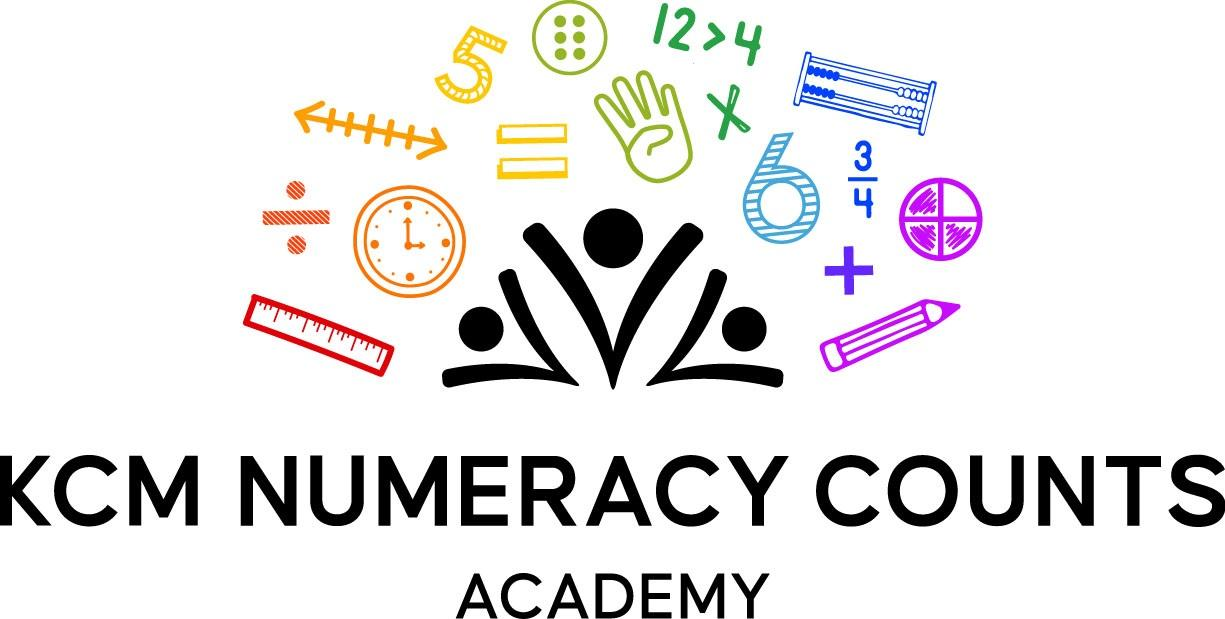 12>4
5
=
x
6
3
4
÷
+
KCM NUMERACY COUNTS
ACADEMY